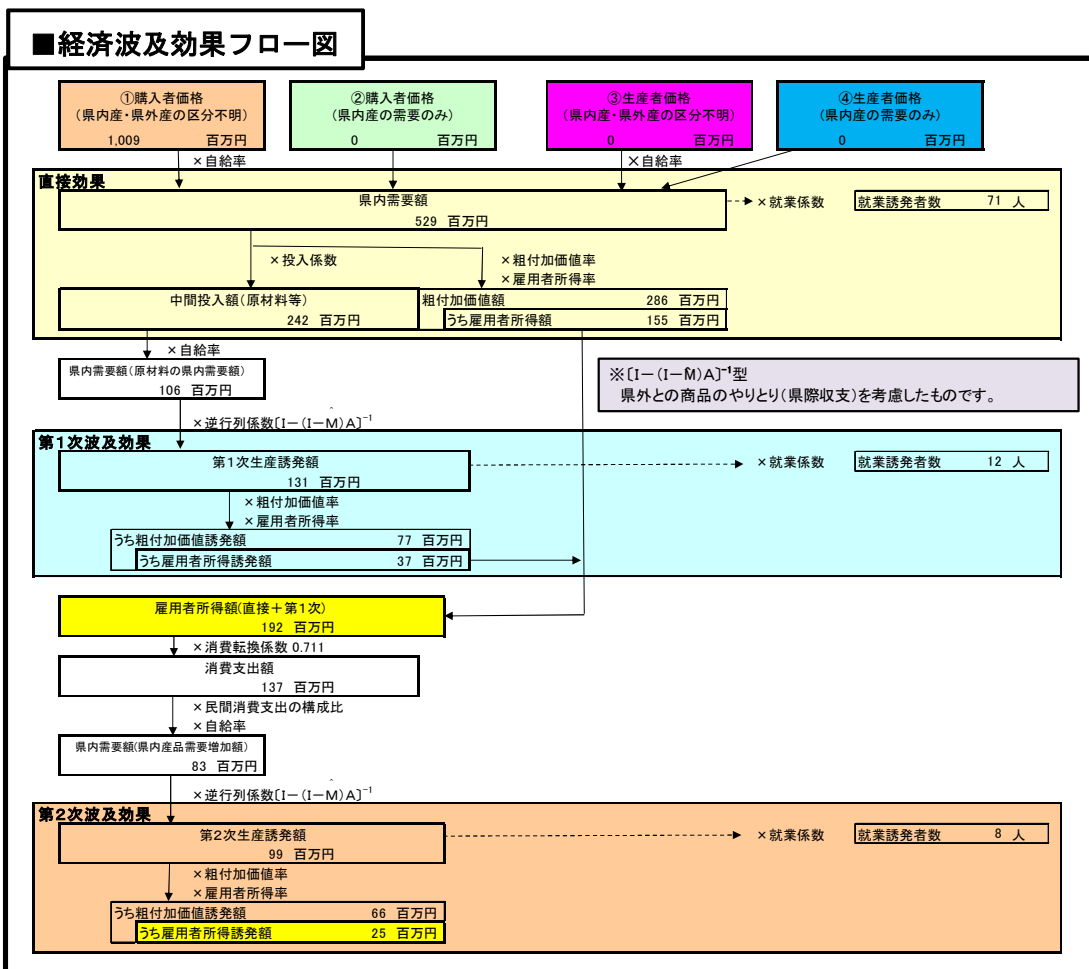 ■経済波及効果フロー図
①購入者価格
(県内産・県外産の区分不明)
1,009 百万円
②購入者価格
(県内産の需要のみ)
0 百万円
③生産者価格
(県内産・県外産の区分不明)
0 百万円
④生産者価格
(県内産の需要のみ)
0 百万円
×自給率
×自給率
直接効果
県内需要額
529 百万円
×就業係数
就業誘発者数 71 人
×投入係数
×粗付加価値率
×雇用者所得率
中間投入額(原材料等)
242 百万円
粗付加価値額 286 百万円
うち雇用者所得額 155 百万円
×自給率
県内需要額(原材料の県内需要額)
106 百万円
※〔I-(I-M̂)A〕⁻¹型
県外との商品のやりとり(県際収支)を考慮したものです。
×逆行列係数〔I-(I-M̂)A〕⁻¹
第1次波及効果
第1次生産誘発額
131 百万円
×就業係数
就業誘発者数 12 人
×粗付加価値率
×雇用者所得率
うち粗付加価値誘発額 77 百万円
うち雇用者所得誘発額 37 百万円
雇用者所得額(直接+第1次)
192 百万円
×消費転換係数 0.711
消費支出額
137 百万円
×民間消費支出の構成比
×自給率
県内需要額(県内産品需要増加額)
83 百万円
×逆行列係数〔I-(I-M̂)A〕⁻¹
第2次波及効果
第2次生産誘発額
99 百万円
×就業係数
就業誘発者数 8 人
×粗付加価値率
×雇用者所得率
うち粗付加価値誘発額 66 百万円
うち雇用者所得誘発額 25 百万円